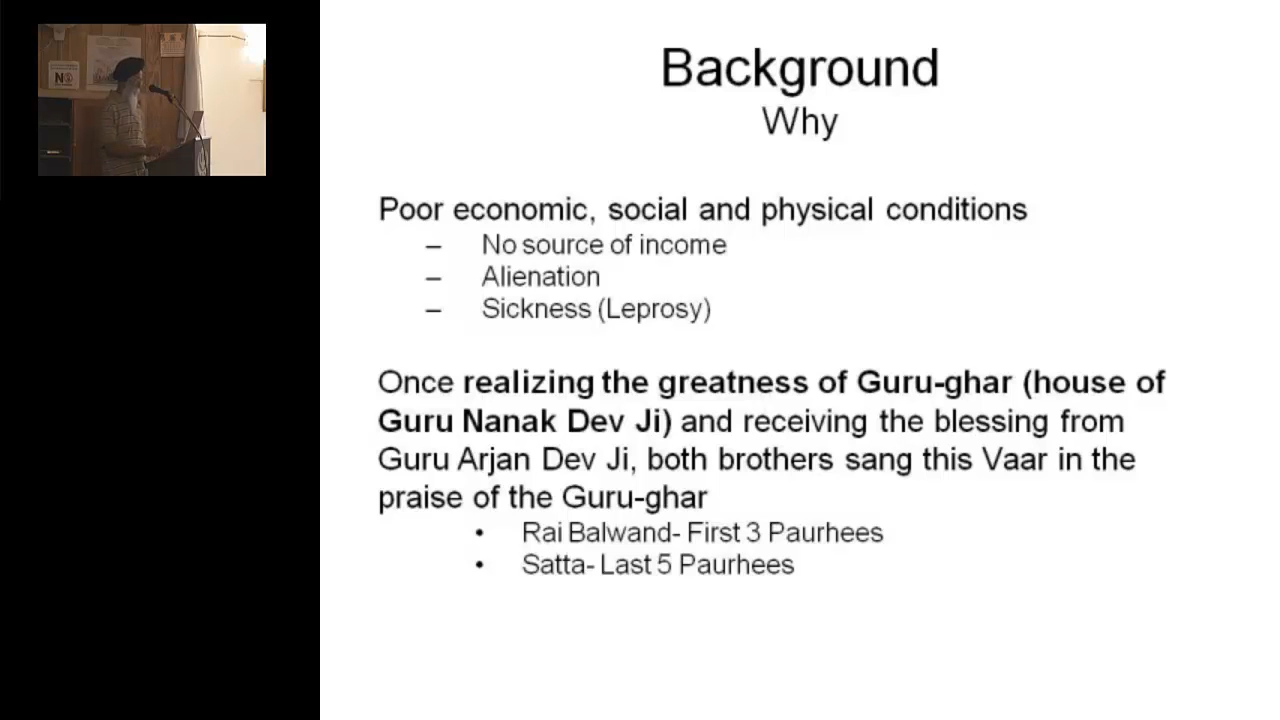 Background
Why
Poor economic, social and physical conditions
– No source of income
– Alienation
– Sickness (Leprosy)
Once realizing the greatness of Guru-ghar (house of
Guru Nanak Dev Ji) and receiving the blessing from
Guru Arjan Dev Ji, both brothers sang this Vaar in the
praise of the Guru-ghar
• Rai Balwand- First 3 Paurhees
• Satta- Last 5 Paurhees